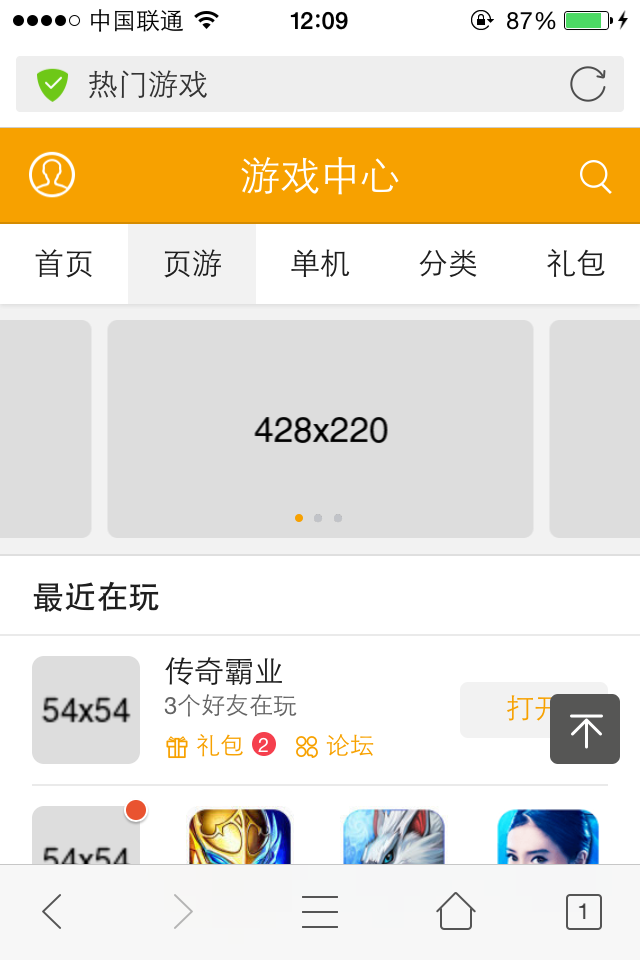 中国联通 12:09 87%
热门游戏
游戏中心
首页 页游 单机 分类 礼包
428x220
最近在玩
54x54
传奇霸业
3个好友在玩
打开
礼包 2 论坛
54x54
1